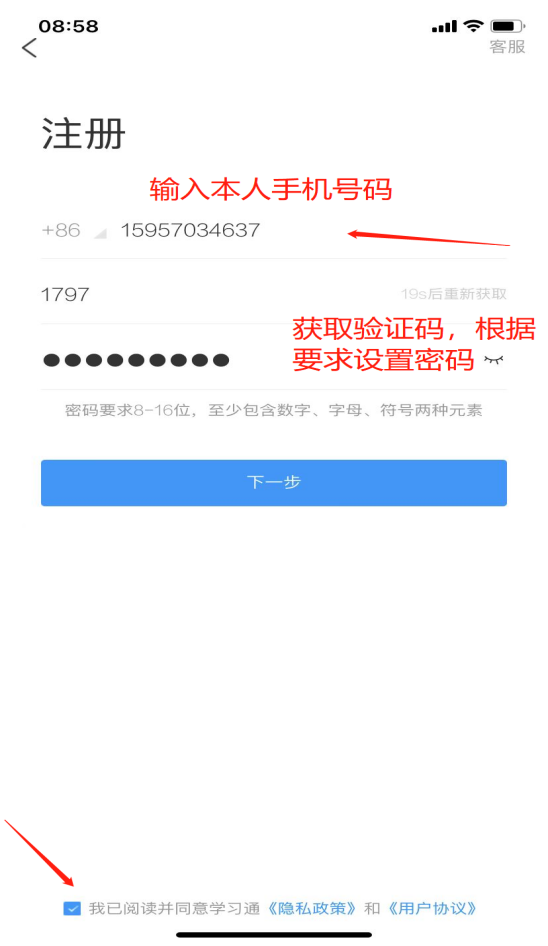 08:58
客服
注册
输入本人手机号码
+86 15957034637
1797 19s后重新获取
获取验证码，根据
要求设置密码
密码要求8-16位，至少包含数字、字母、符号两种元素
下一步
我已阅读并同意学习通《隐私政策》和《用户协议》